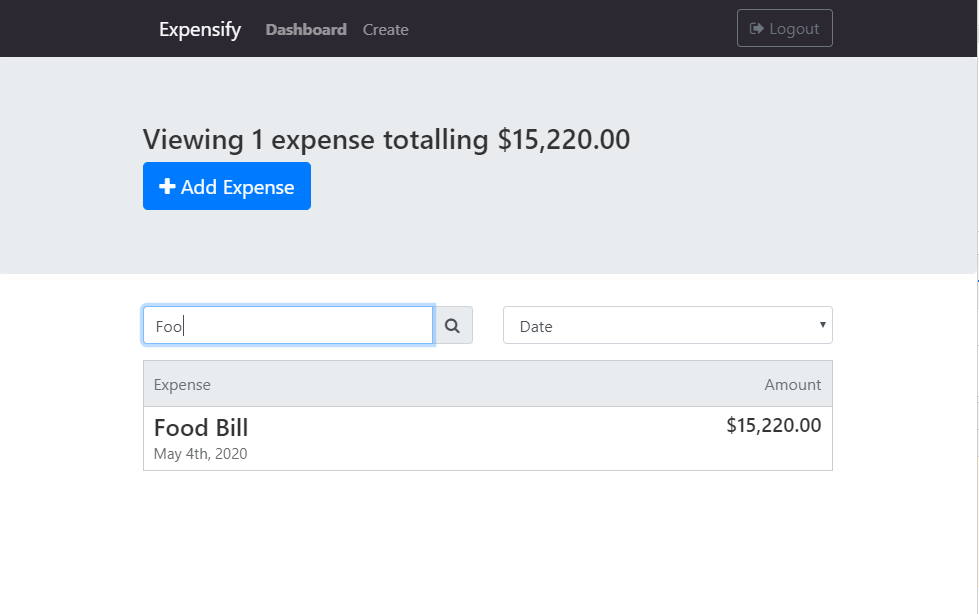 Expensify Dashboard Create Logout
Viewing 1 expense totalling $15,220.00
Add Expense
Foo Date
Expense Amount
Food Bill $15,220.00
May 4th, 2020